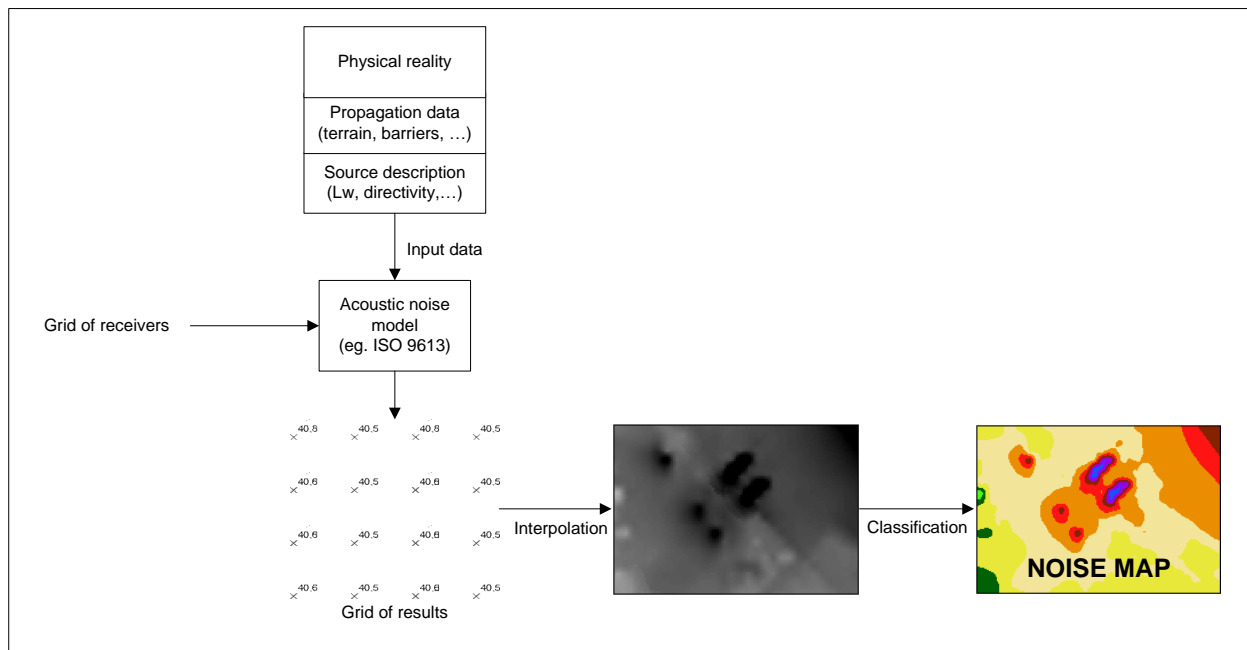 Physical reality
Propagation data
(terrain, barriers, …)
Source description
(Lw, directivity,…)
Input data
Grid of receivers
Acoustic noise
model
(eg. ISO 9613)
40.8 40.5 40.8 40.5
40.6 40.5 40.6 40.5
40.6 40.5 40.6 40.5
40.6 40.5 40.6 40.5
Grid of results
Interpolation
Classification
NOISE MAP